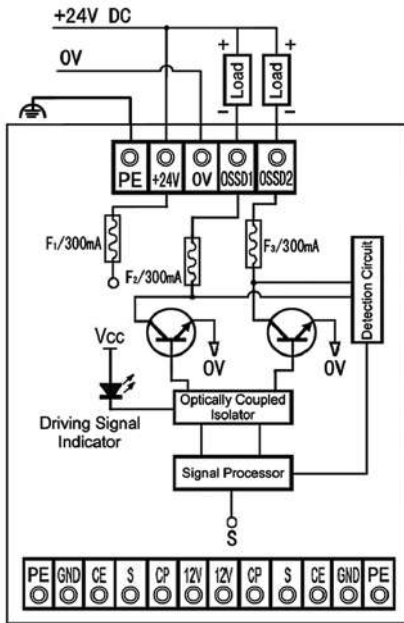 +24V DC
0V
+ +
Load Load
- -
PE +24V 0V OSSD1 OSSD2
F1/300mA
F2/300mA
F3/300mA
Detection Circuit
Vcc
0V 0V
Optically Coupled
Isolator
Driving Signal
Indicator
Signal Processor
S
PE GND CE S CP 12V 12V CP S CE GND PE